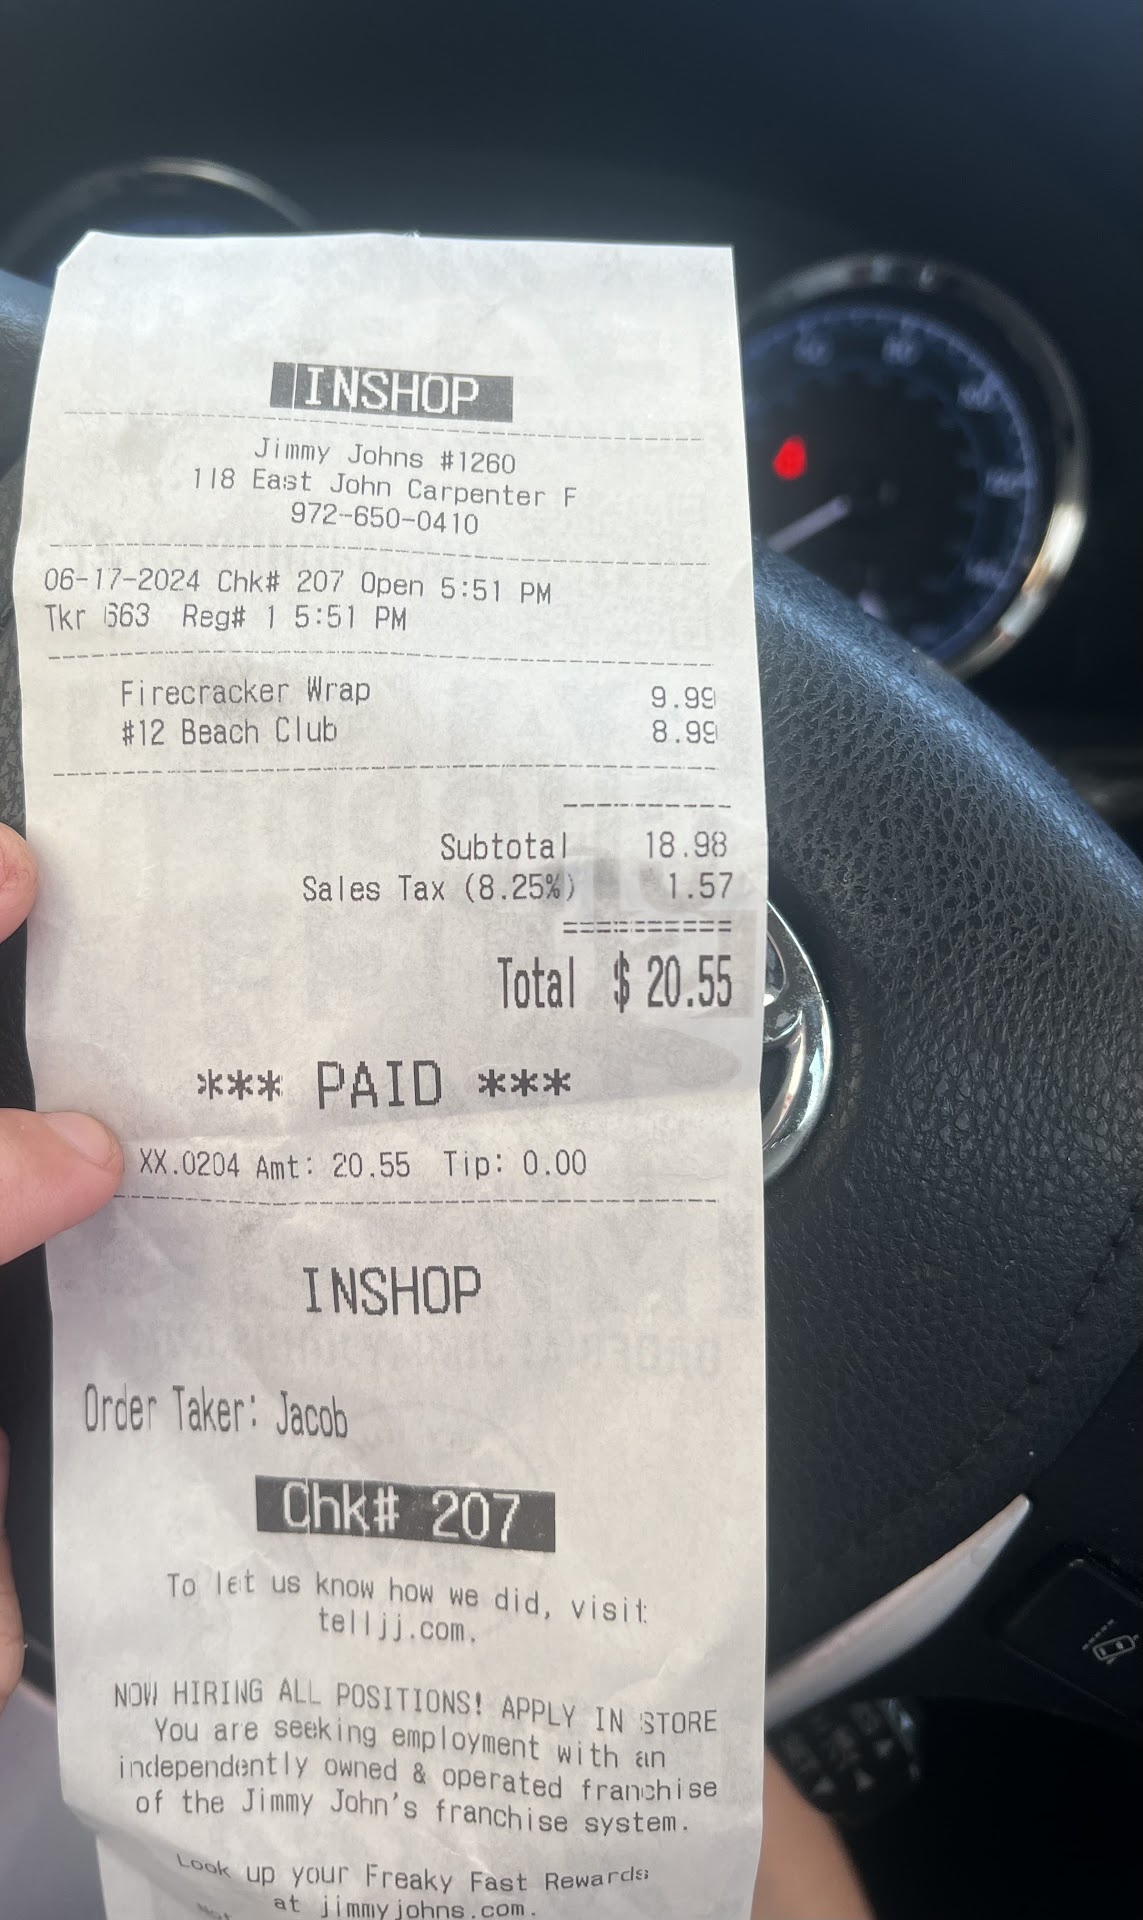 INSHOP
Jimmy Johns #1260
118 East John Carpenter F
972-650-0410
06-17-2024 Chk# 207 Open 5:51 PM
Tkr 663 Reg# 1 5:51 PM
Firecracker Wrap 9.99
#12 Beach Club 8.99
Subtotal 18.98
Sales Tax (8.25%) 1.57
Total $ 20.55
*** PAID ***
XX.0204 Amt: 20.55 Tip: 0.00
INSHOP
Order Taker: Jacob
Chk# 207
To let us know how we did, visit
telljj.com.
NOW HIRING ALL POSITIONS! APPLY IN STORE
You are seeking employment with an
independently owned & operated franchise
of the Jimmy John's franchise system.
Look up your Freaky Fast Rewards
at jimmyjohns.com.